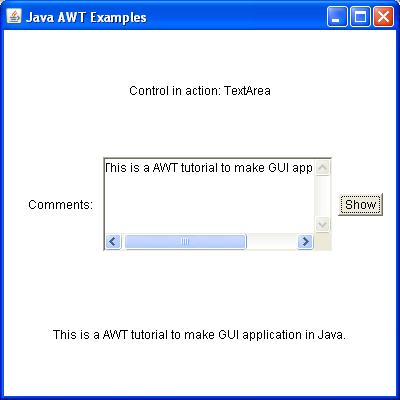 Java AWT Examples
Control in action: TextArea
This is a AWT tutorial to make GUI app
Comments:
Show
This is a AWT tutorial to make GUI application in Java.